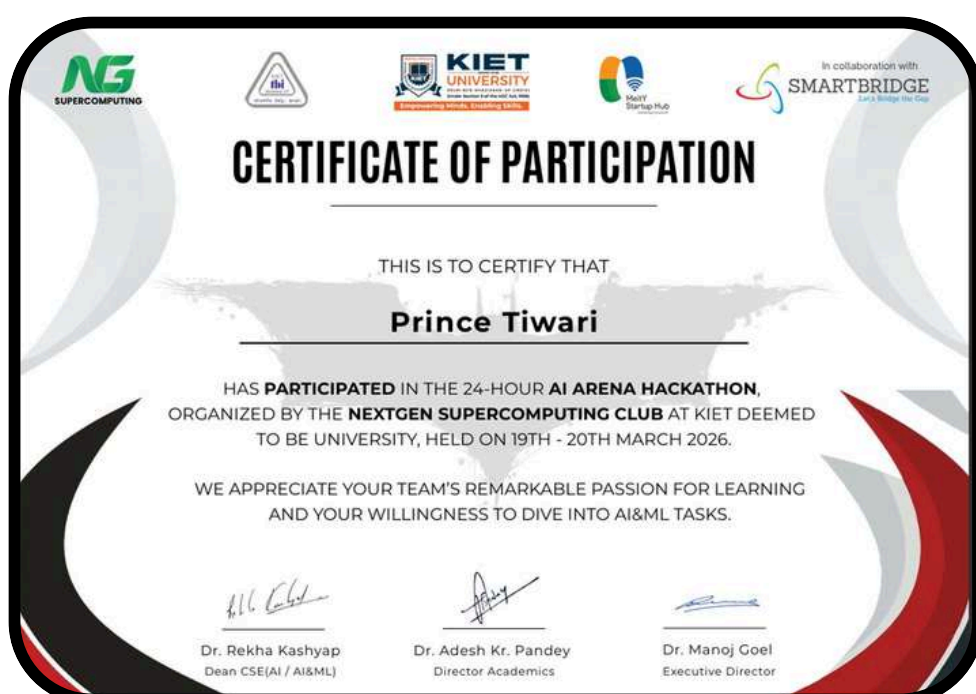 NG
SUPERCOMPUTING
tbi
KIET
KIET
UNIVERSITY
Empowering Minds, Enabling Skills.
MeitY
Startup Hub
In collaboration with
SMARTBRIDGE
Let's Bridge the Gap
CERTIFICATE OF PARTICIPATION
THIS IS TO CERTIFY THAT
Prince Tiwari
HAS PARTICIPATED IN THE 24-HOUR AI ARENA HACKATHON,
ORGANIZED BY THE NEXTGEN SUPERCOMPUTING CLUB AT KIET DEEMED
TO BE UNIVERSITY, HELD ON 19TH - 20TH MARCH 2026.
WE APPRECIATE YOUR TEAM'S REMARKABLE PASSION FOR LEARNING
AND YOUR WILLINGNESS TO DIVE INTO AI&ML TASKS.
Dr. Rekha Kashyap
Dean CSE(AI / AI&ML)
Dr. Adesh Kr. Pandey
Director Academics
Dr. Manoj Goel
Executive Director